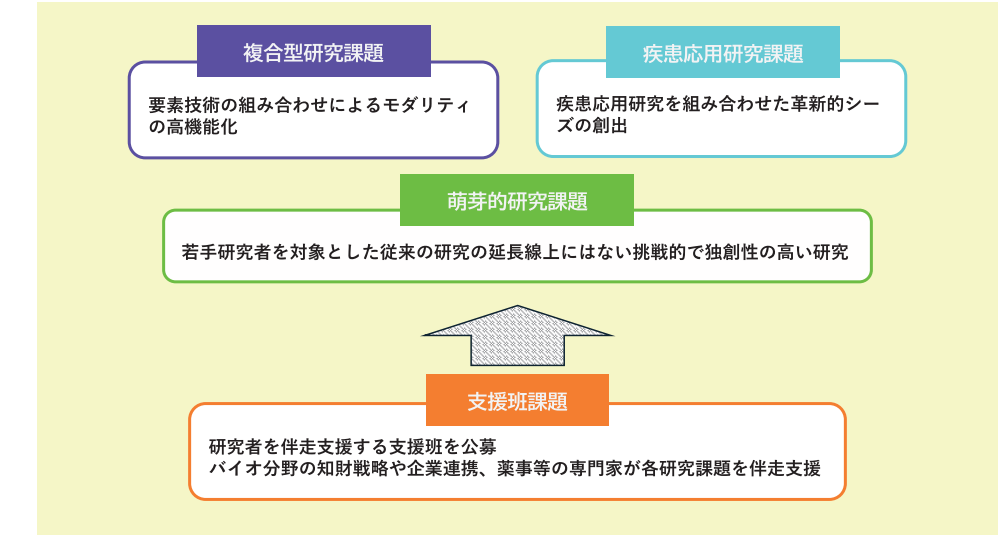 複合型研究課題
要素技術の組み合わせによるモダリティ
の高機能化
疾患応用研究課題
疾患応用研究を組み合わせた革新的シー
ズの創出
萌芽的研究課題
若手研究者を対象とした従来の研究の延長線上にはない挑戦的で独創性の高い研究
支援班課題
研究者を伴走支援する支援班を公募
バイオ分野の知財戦略や企業連携、薬事等の専門家が各研究課題を伴走支援